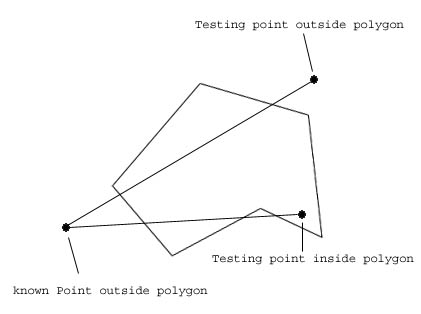 Testing point outside polygon
Testing point inside polygon
known Point outside polygon